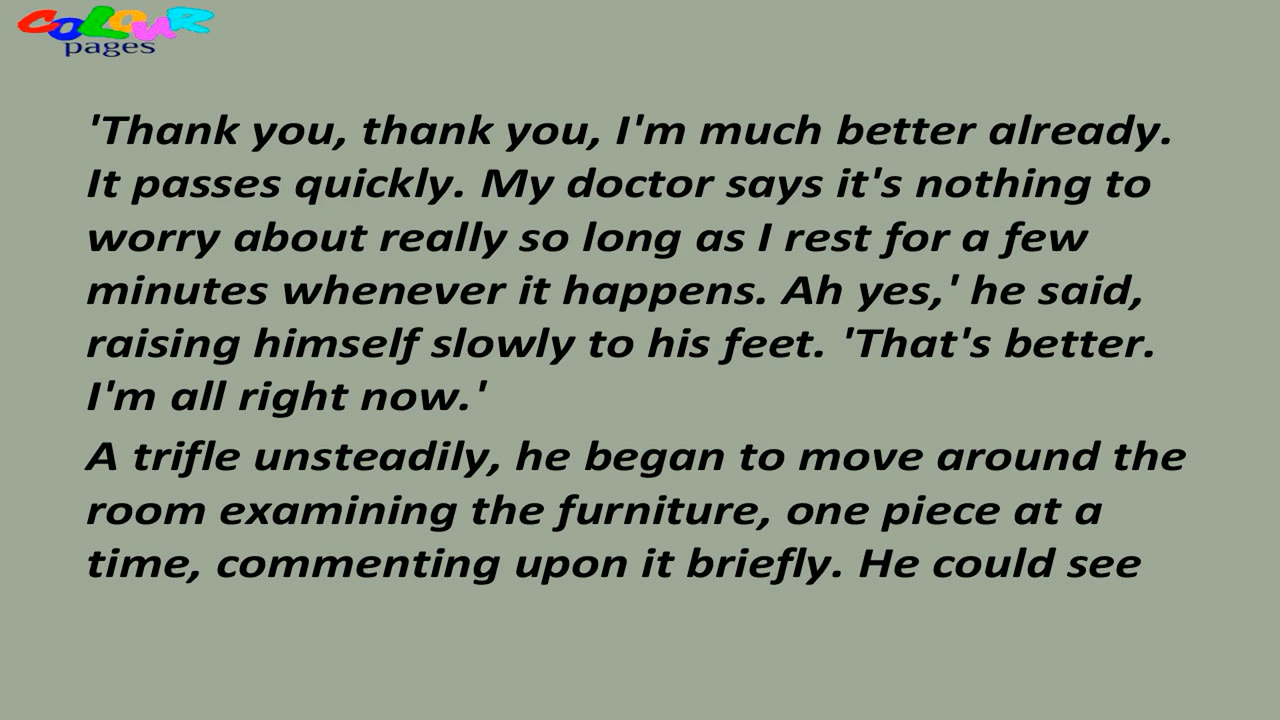 COLOUR
pages
'Thank you, thank you, I'm much better already.
It passes quickly. My doctor says it's nothing to
worry about really so long as I rest for a few
minutes whenever it happens. Ah yes,' he said,
raising himself slowly to his feet. 'That's better.
I'm all right now.'
A trifle unsteadily, he began to move around the
room examining the furniture, one piece at a
time, commenting upon it briefly. He could see